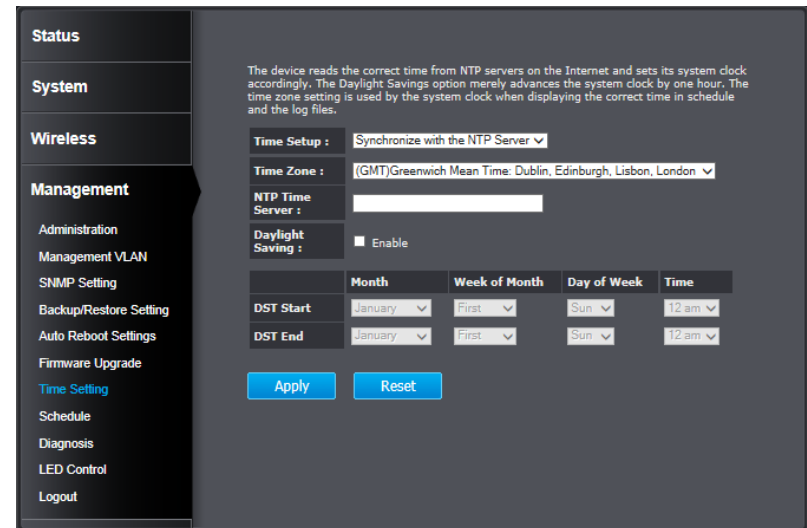 Status
System
Wireless
Management
Administration
Management VLAN
SNMP Setting
Backup/Restore Setting
Auto Reboot Settings
Firmware Upgrade
Time Setting
Schedule
Diagnosis
LED Control
Logout
The device reads the correct time from NTP servers on the Internet and sets its system clock
accordingly. The Daylight Savings option merely advances the system clock by one hour. The
time zone setting is used by the system clock when displaying the correct time in schedule
and the log files.
Time Setup : Synchronize with the NTP Server
Time Zone : (GMT)Greenwich Mean Time: Dublin, Edinburgh, Lisbon, London
NTP Time
Server :
Daylight
Saving : Enable
Month Week of Month Day of Week Time
DST Start January First Sun 12 am
DST End January First Sun 12 am
Apply Reset